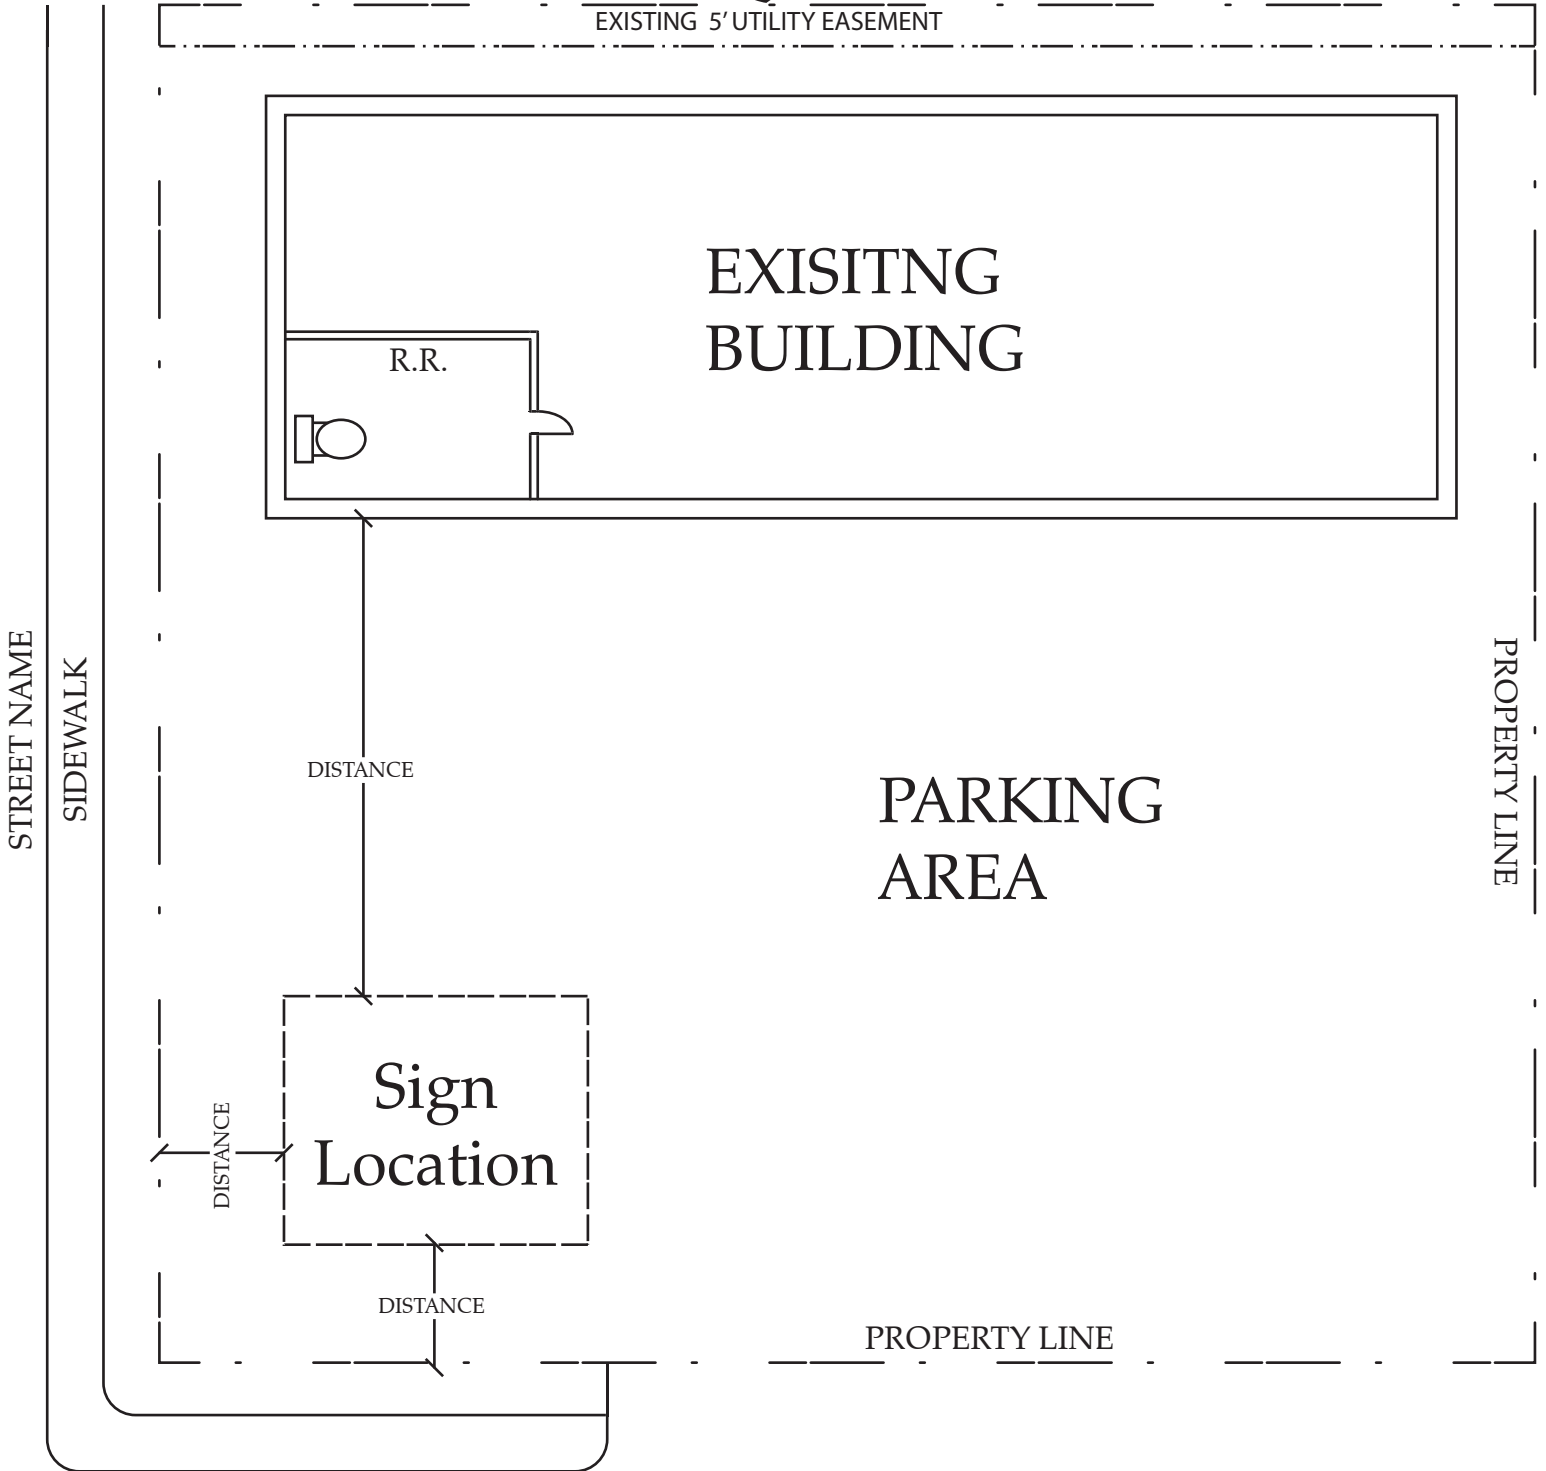 EXISTING 5' UTILITY EASEMENT
EXISITNG
BUILDING
R.R.
STREET NAME
SIDEWALK
PROPERTY LINE
DISTANCE
PARKING
AREA
Sign
Location
DISTANCE
DISTANCE
PROPERTY LINE